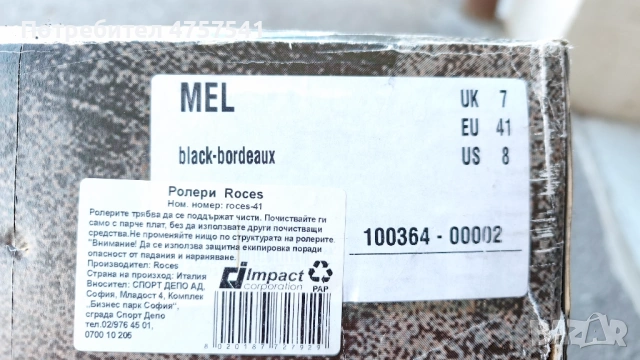 Потребител 4757541
MEL
UK 7
EU 41
black-bordeaux
US 8
Ролери Roces
Ном. номер: roces-41
Ролерите трябва да се поддържат чисти. Почиствайте ги
само с парче плат, без да използвате други почистващи
средства.Не променяйте нищо по структурата на ролерите.
"Внимание! Да се използва защитна екипировка поради
опасност от падания и нараняване.
Производител: Roces
Страна на произход: Италия
Вносител: СПОРТ ДЕПО АД,
София, Младост 4, Комплекс
„Бизнес парк София“,
сграда Спорт Депо
тел.02/976 45 01,
0700 10 206
Impact
corporation
PAP
100364 - 00002
8 020187 727929
bazar